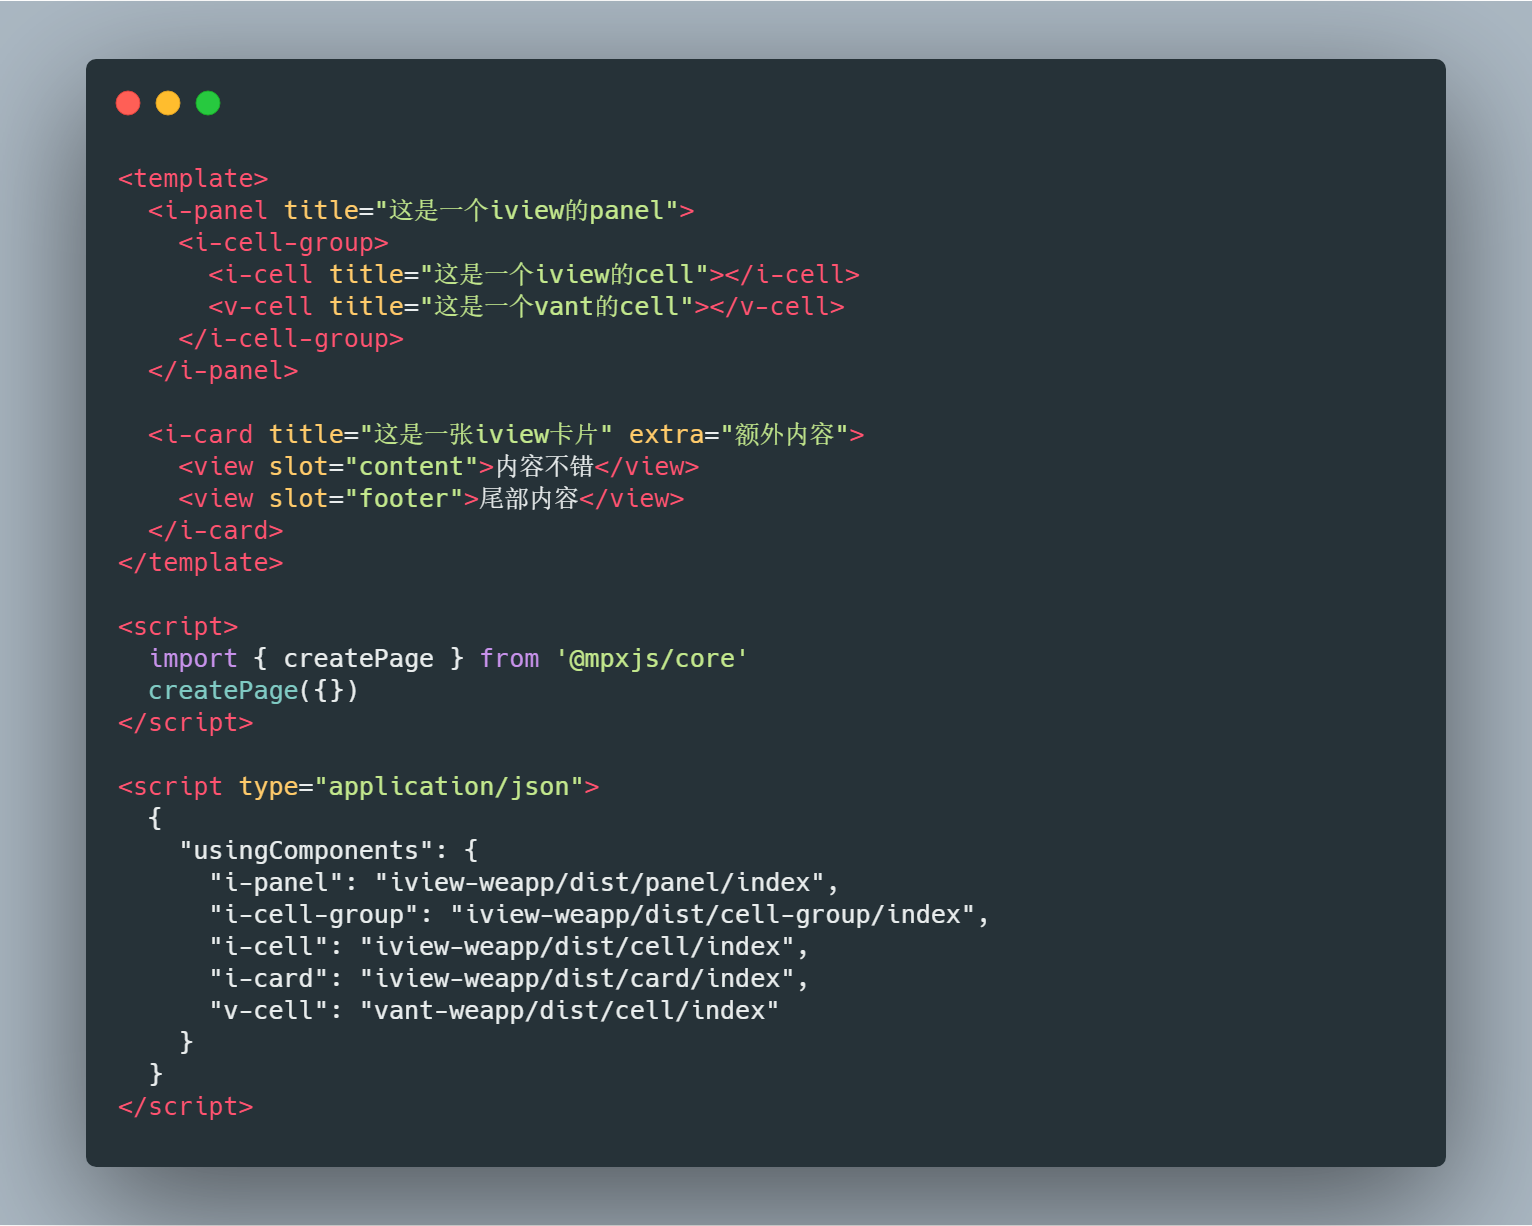 <template>
  <i-panel title="这是一个iview的panel">
    <i-cell-group>
      <i-cell title="这是一个iview的cell"></i-cell>
      <v-cell title="这是一个vant的cell"></v-cell>
    </i-cell-group>
  </i-panel>

  <i-card title="这是一张iview卡片" extra="额外内容">
    <view slot="content">内容不错</view>
    <view slot="footer">尾部内容</view>
  </i-card>
</template>

<script>
  import { createPage } from '@mpxjs/core'
  createPage({})
</script>

<script type="application/json">
  {
    "usingComponents": {
      "i-panel": "iview-weapp/dist/panel/index",
      "i-cell-group": "iview-weapp/dist/cell-group/index",
      "i-cell": "iview-weapp/dist/cell/index",
      "i-card": "iview-weapp/dist/card/index",
      "v-cell": "vant-weapp/dist/cell/index"
    }
  }
</script>